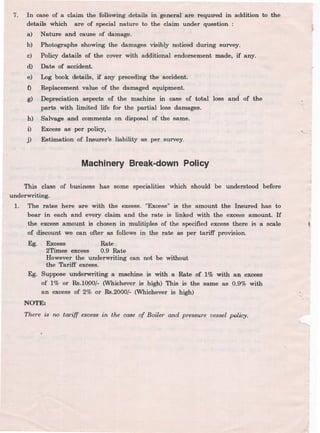 7. In case of a claim the following details in general are required in addition to the
details which are of special nature to the claim under question :
a) Nature and cause of damage.
b) Photographs showing the damages visibly noticed during survey.
c) Policy datails of the cover with additional endorsement made, if any.
d) Date of accident.
e) Log book details, if any preceding the accident.
f) Replacement value of the damaged equipment.
g) Depreciation aspects of the machine in case of total loss and of the
parts with limited life for the partial loss damages.
h) Salvage and comments on disposal of the same.
i) Excess as per policy,
j) Estimation of Insurer's liability as per survey.
Machinery Break-down Policy
This class of business has some specialities which should be understood before
underwriting.
1. The rates here are with the excess. "Excess" is the amount the Insured has to
bear in each and every claim and the rate is linked with the excess amount. If
the excess amount is chosen in multiples of the specified excess there is a scale
of discount we can offer as follows in the rate as per tariff provision.
Eg. Excess Rate
2Times excess 0.9 Rate
However the underwriting can not be without
the Tariff excess.
Eg. Suppose underwriting a machine is with a Rate of 1% with an excess
of 1% or Rs.1000/- (Whichever is high) This is the same as 0.9% with
an excess of 2% or Rs.2000/- (Whichever is high)
NOTE:
There is no tariff excess in the case of Boiler and pressure vessel policy.